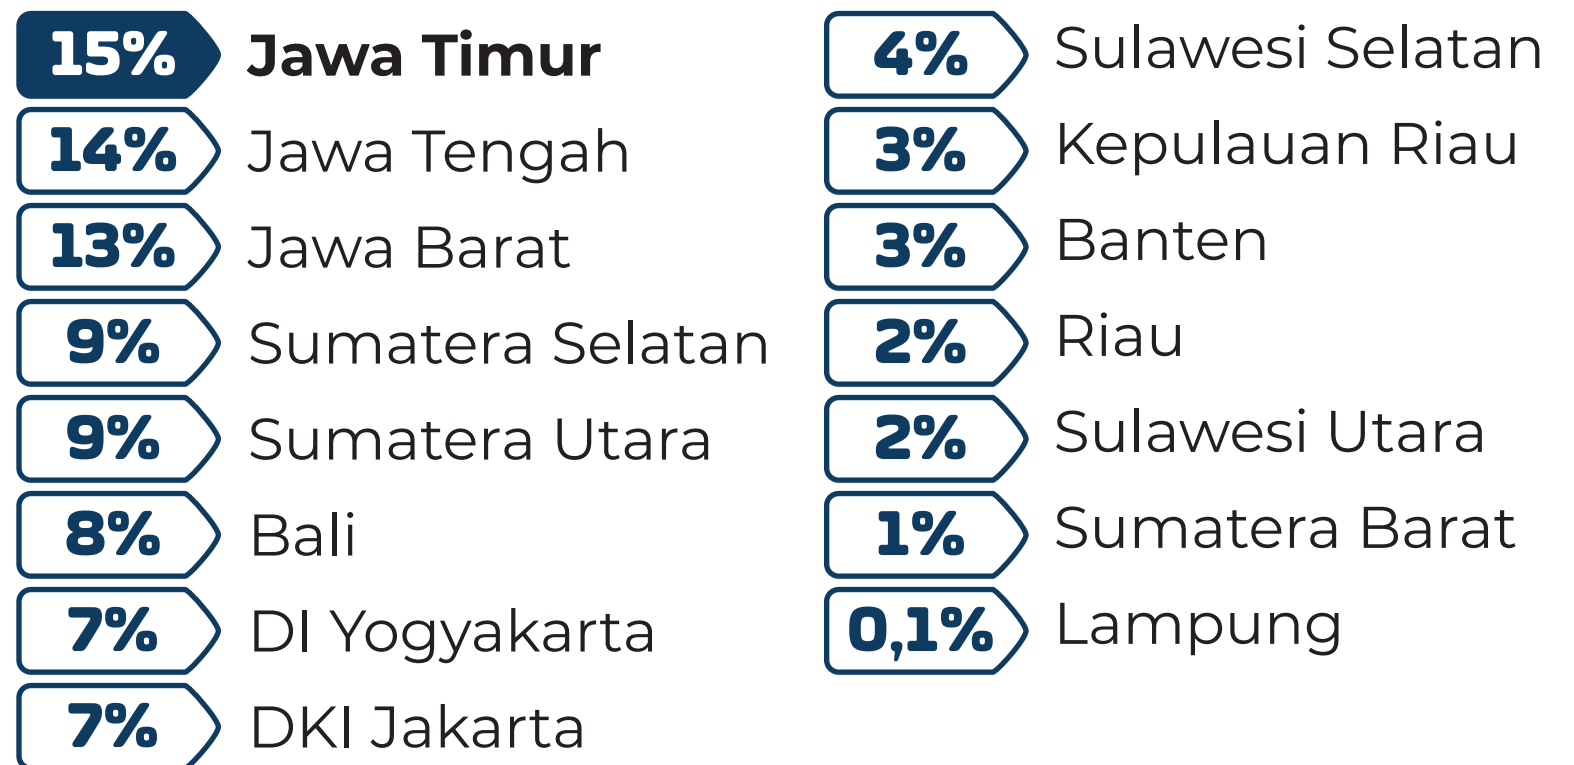 15% Jawa Timur
14% Jawa Tengah
13% Jawa Barat
9% Sumatera Selatan
9% Sumatera Utara
8% Bali
7% DI Yogyakarta
7% DKI Jakarta
4% Sulawesi Selatan
3% Kepulauan Riau
3% Banten
2% Riau
2% Sulawesi Utara
1% Sumatera Barat
0,1% Lampung